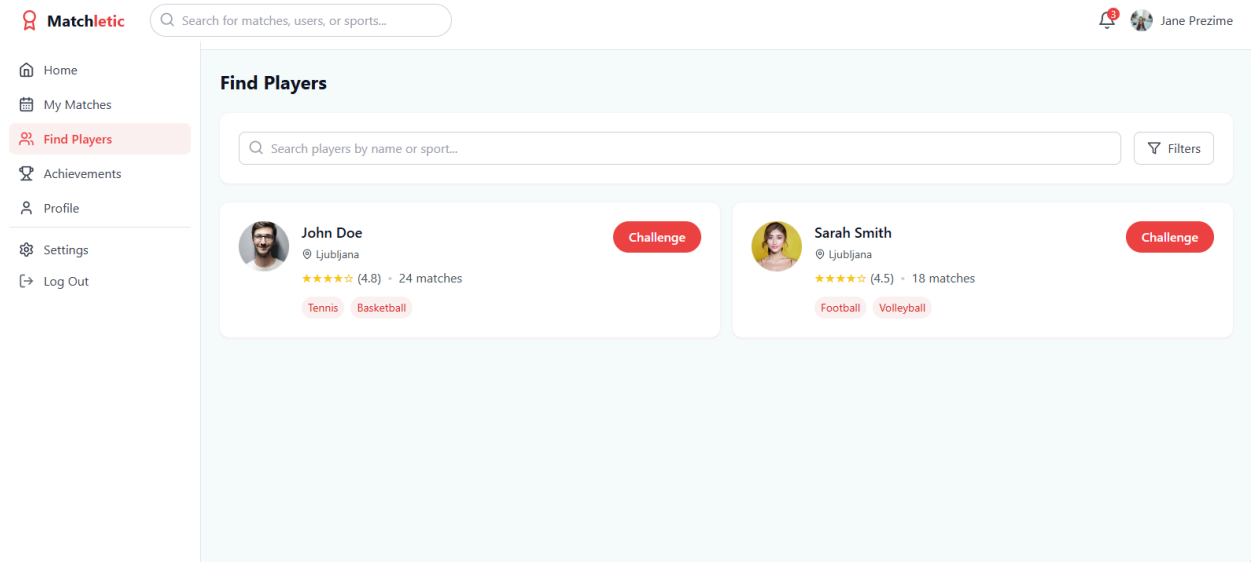 Matchletic
Search for matches, users, or sports...
3
Jane Prezime
Home
My Matches
Find Players
Achievements
Profile
Settings
Log Out
Find Players
Search players by name or sport...
Filters
John Doe
Ljubljana
★★★★☆ (4.8) • 24 matches
Tennis Basketball
Challenge
Sarah Smith
Ljubljana
★★★★☆ (4.5) • 18 matches
Football Volleyball
Challenge